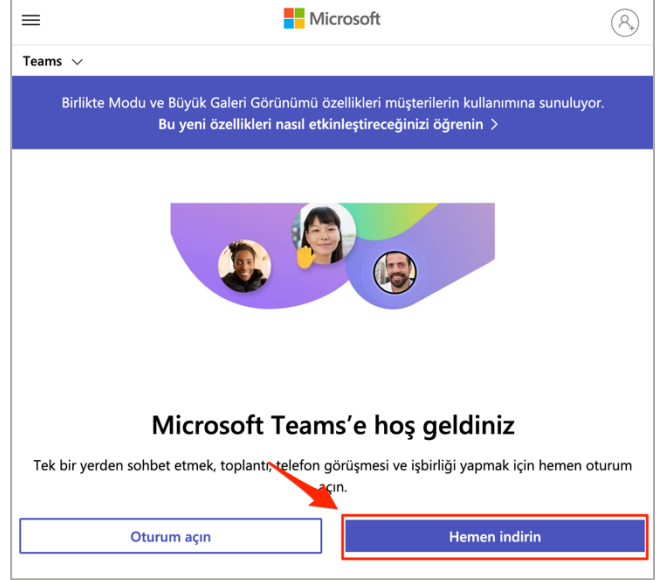 Microsoft
Teams
Birlikte Modu ve Büyük Galeri Görünümü özellikleri müşterilerin kullanımına sunuluyor.
Bu yeni özellikleri nasıl etkinleştireceğinizi öğrenin >
Microsoft Teams'e hoş geldiniz
Tek bir yerden sohbet etmek, toplantı, telefon görüşmesi ve işbirliği yapmak için hemen oturum
açın.
Oturum açın
Hemen indirin